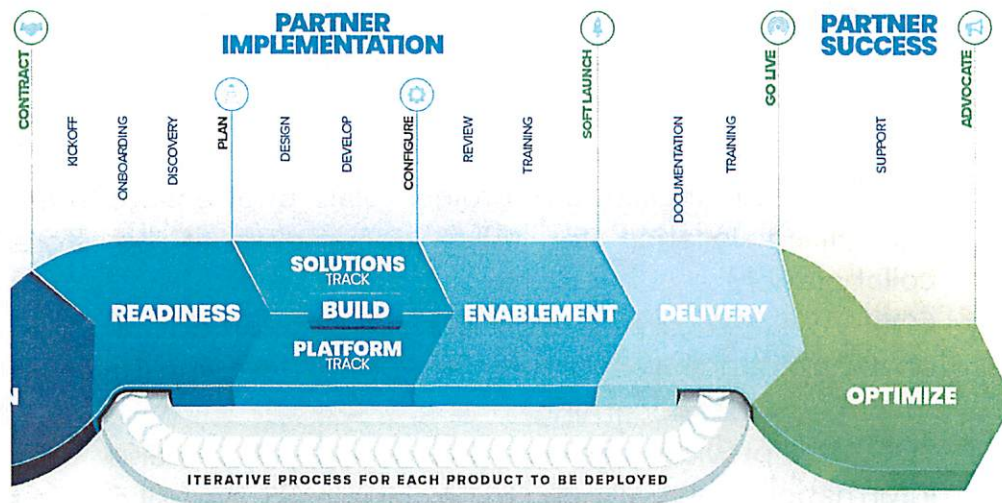 PARTNER
IMPLEMENTATION
PARTNER
SUCCESS
CONTRACT
KICKOFF
ONBOARDING
DISCOVERY
PLAN
DESIGN
DEVELOP
CONFIGURE
REVIEW
TRAINING
SOFT LAUNCH
DOCUMENTATION
TRAINING
GO LIVE
SUPPORT
ADVOCATE
N
READINESS
SOLUTIONS
TRACK
BUILD
PLATFORM
TRACK
ENABLEMENT
DELIVERY
OPTIMIZE
ITERATIVE PROCESS FOR EACH PRODUCT TO BE DEPLOYED